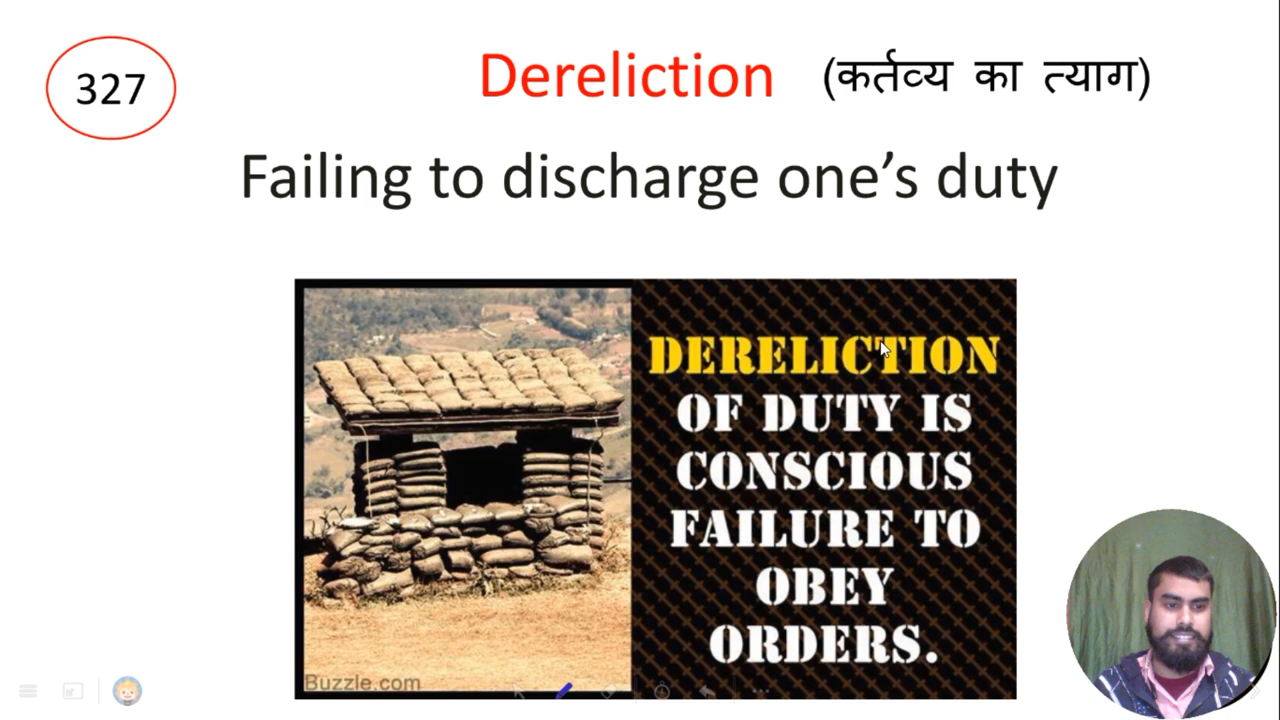 327
Dereliction (कर्तव्य का त्याग)
Failing to discharge one’s duty
DERELICTION
OF DUTY IS
CONSCIOUS
FAILURE TO
OBEY
ORDERS.
Buzzle.com